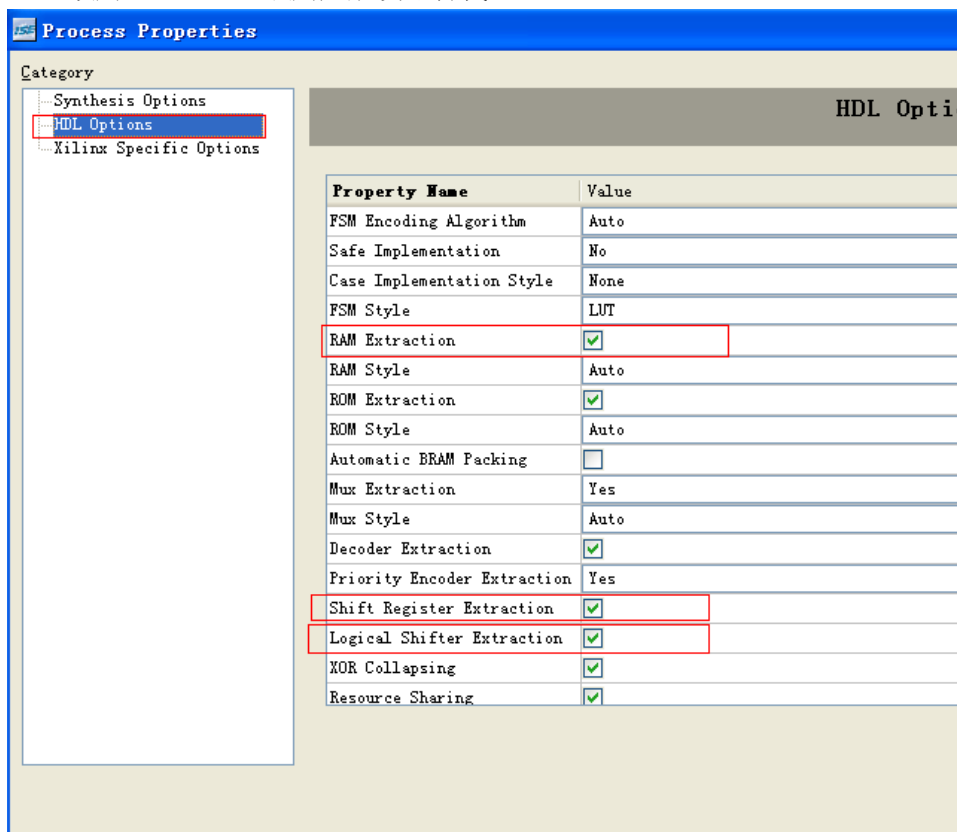 ISE Process Properties
Category
Synthesis Options
HDL Options
Xilinx Specific Options
HDL Opti
Property Name Value
FSM Encoding Algorithm Auto
Safe Implementation No
Case Implementation Style None
FSM Style LUT
RAM Extraction
RAM Style Auto
ROM Extraction
ROM Style Auto
Automatic BRAM Packing
Mux Extraction Yes
Mux Style Auto
Decoder Extraction
Priority Encoder Extraction Yes
Shift Register Extraction
Logical Shifter Extraction
XOR Collapsing
Resource Sharing